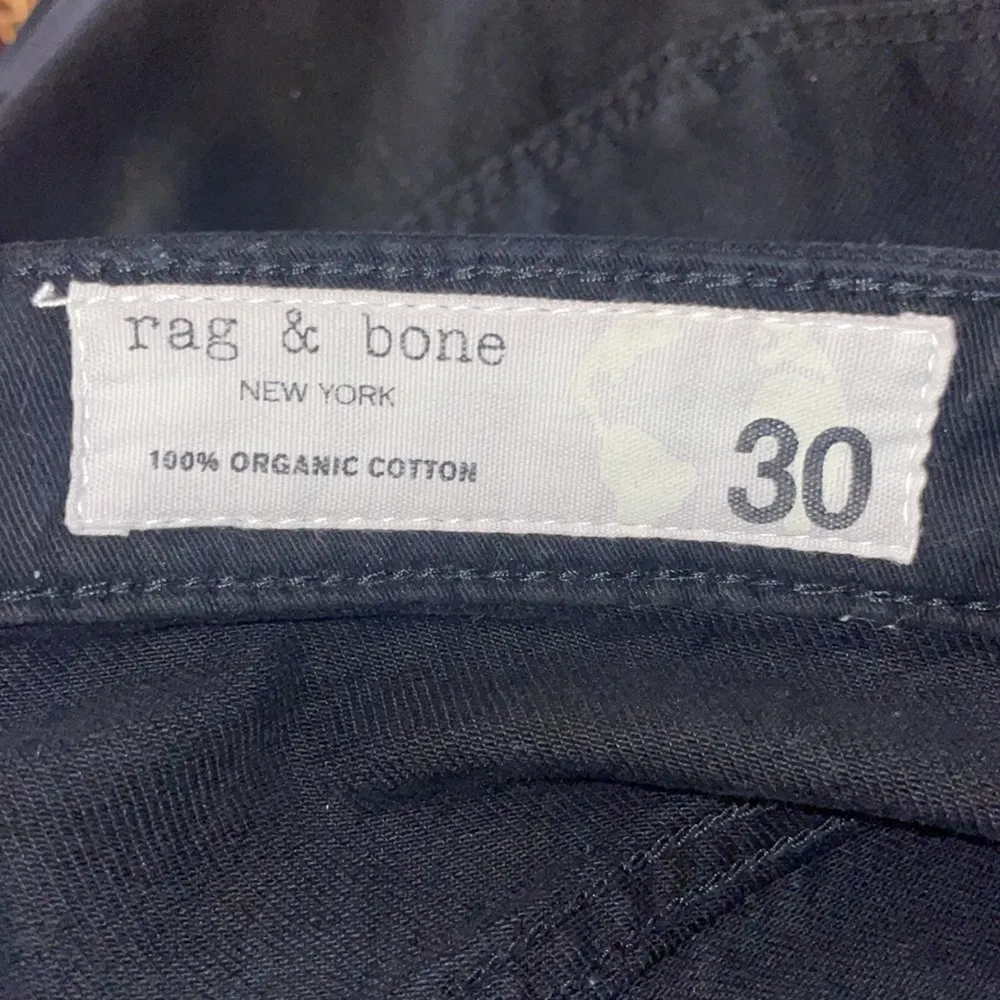 rag & bone
NEW YORK
100% ORGANIC COTTON
30